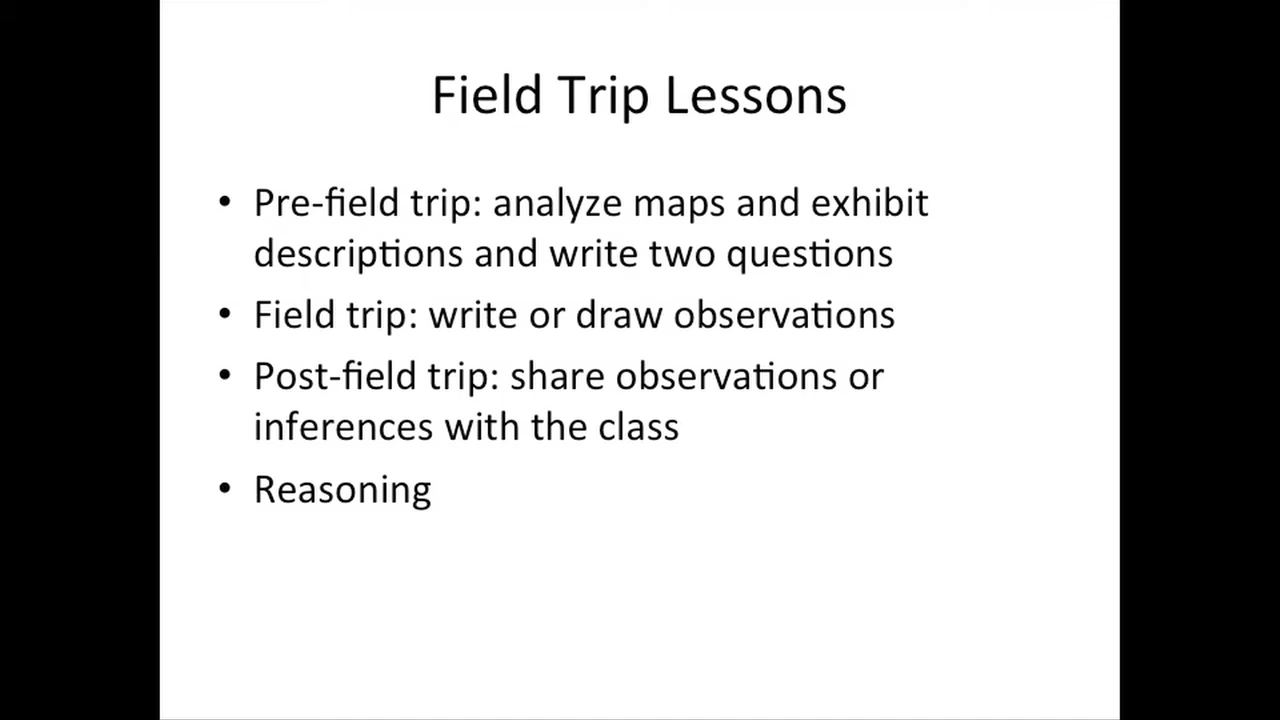 Field Trip Lessons
• Pre-field trip: analyze maps and exhibit
descriptions and write two questions
• Field trip: write or draw observations
• Post-field trip: share observations or
inferences with the class
• Reasoning